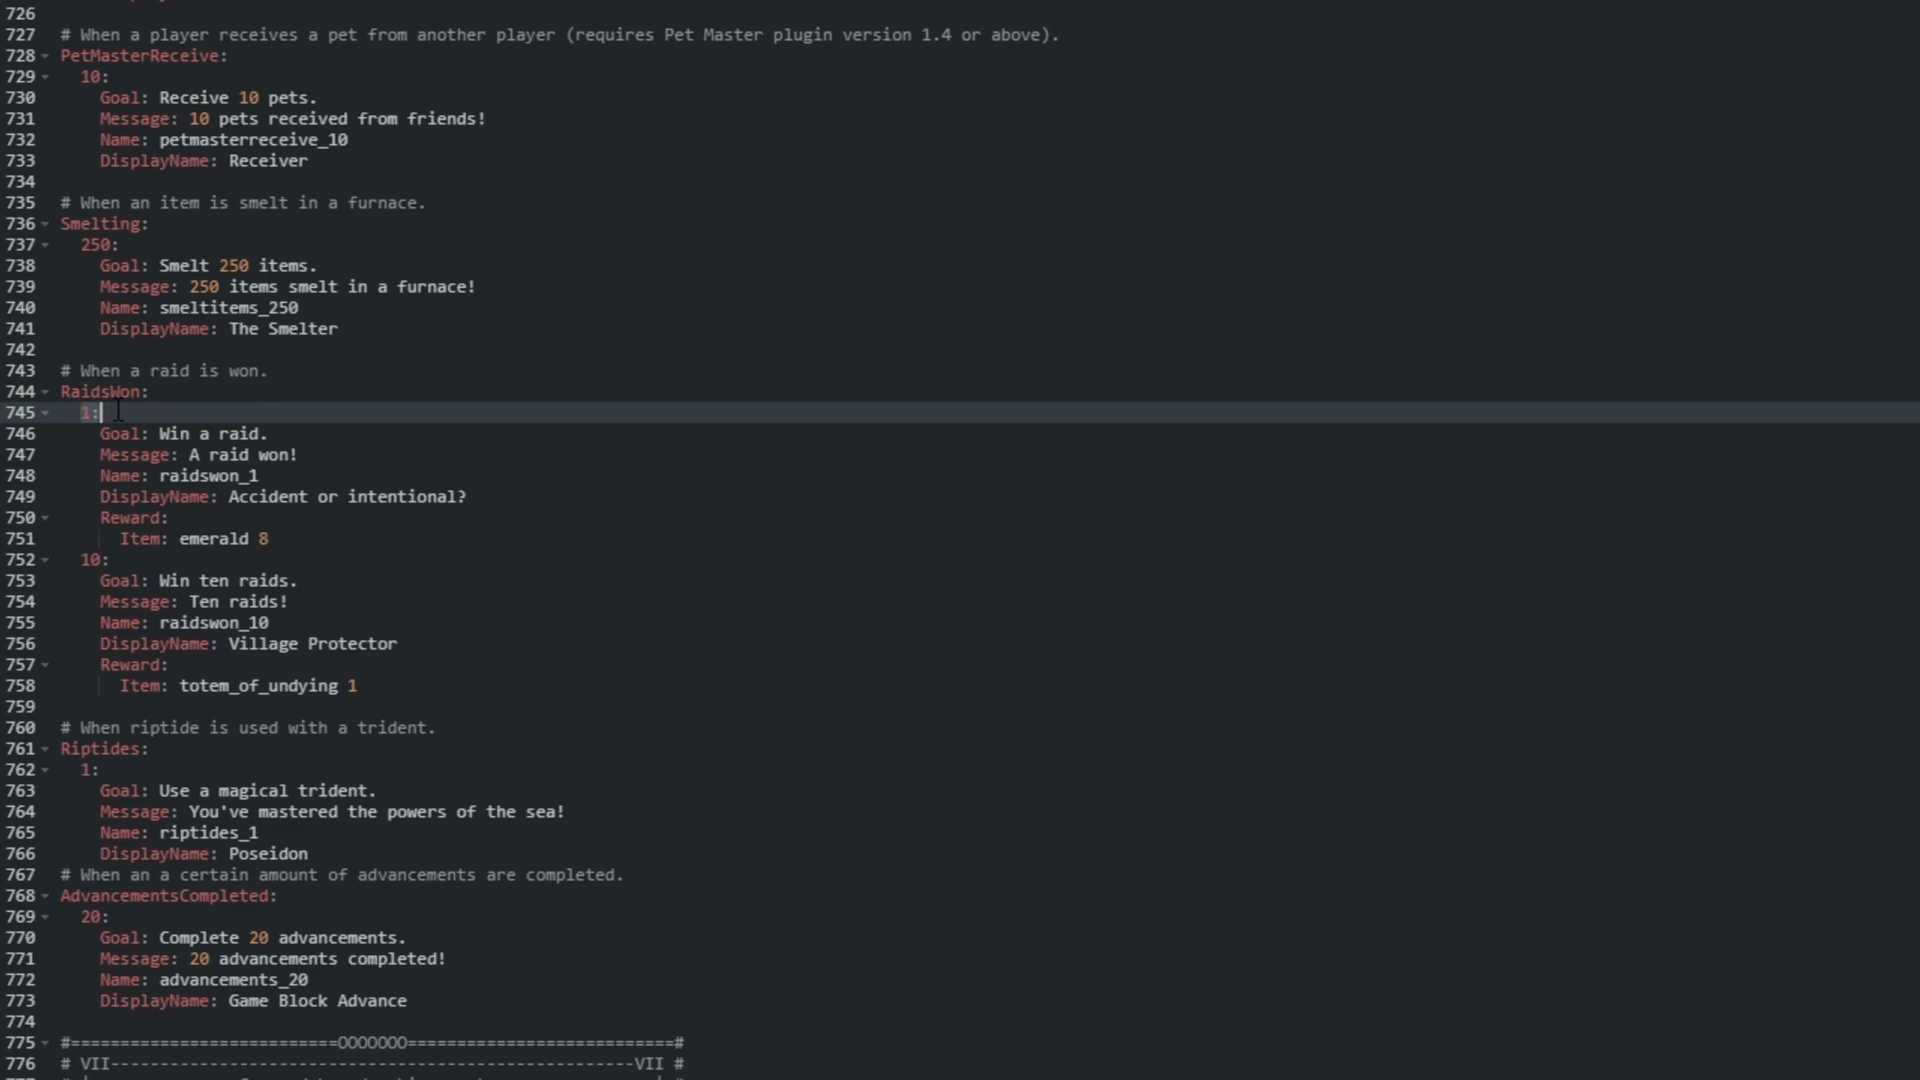 726
727 # When a player receives a pet from another player (requires Pet Master plugin version 1.4 or above).
728 PetMasterReceive:
729 10:
730 Goal: Receive 10 pets.
731 Message: 10 pets received from friends!
732 Name: petmasterreceive_10
733 DisplayName: Receiver
734
735 # When an item is smelt in a furnace.
736 Smelting:
737 250:
738 Goal: Smelt 250 items.
739 Message: 250 items smelt in a furnace!
740 Name: smeltitems_250
741 DisplayName: The Smelter
742
743 # When a raid is won.
744 RaidsWon:
745 1:
746 Goal: Win a raid.
747 Message: A raid won!
748 Name: raidswon_1
749 DisplayName: Accident or intentional?
750 Reward:
751 Item: emerald 8
752 10:
753 Goal: Win ten raids.
754 Message: Ten raids!
755 Name: raidswon_10
756 DisplayName: Village Protector
757 Reward:
758 Item: totem_of_undying 1
759
760 # When riptide is used with a trident.
761 Riptides:
762 1:
763 Goal: Use a magical trident.
764 Message: You've mastered the powers of the sea!
765 Name: riptides_1
766 DisplayName: Poseidon
767 # When an a certain amount of advancements are completed.
768 AdvancementsCompleted:
769 20:
770 Goal: Complete 20 advancements.
771 Message: 20 advancements completed!
772 Name: advancements_20
773 DisplayName: Game Block Advance
774
775 #===========================OOOOOOO===========================#
776 # VII-----------------------------------------------------VII #